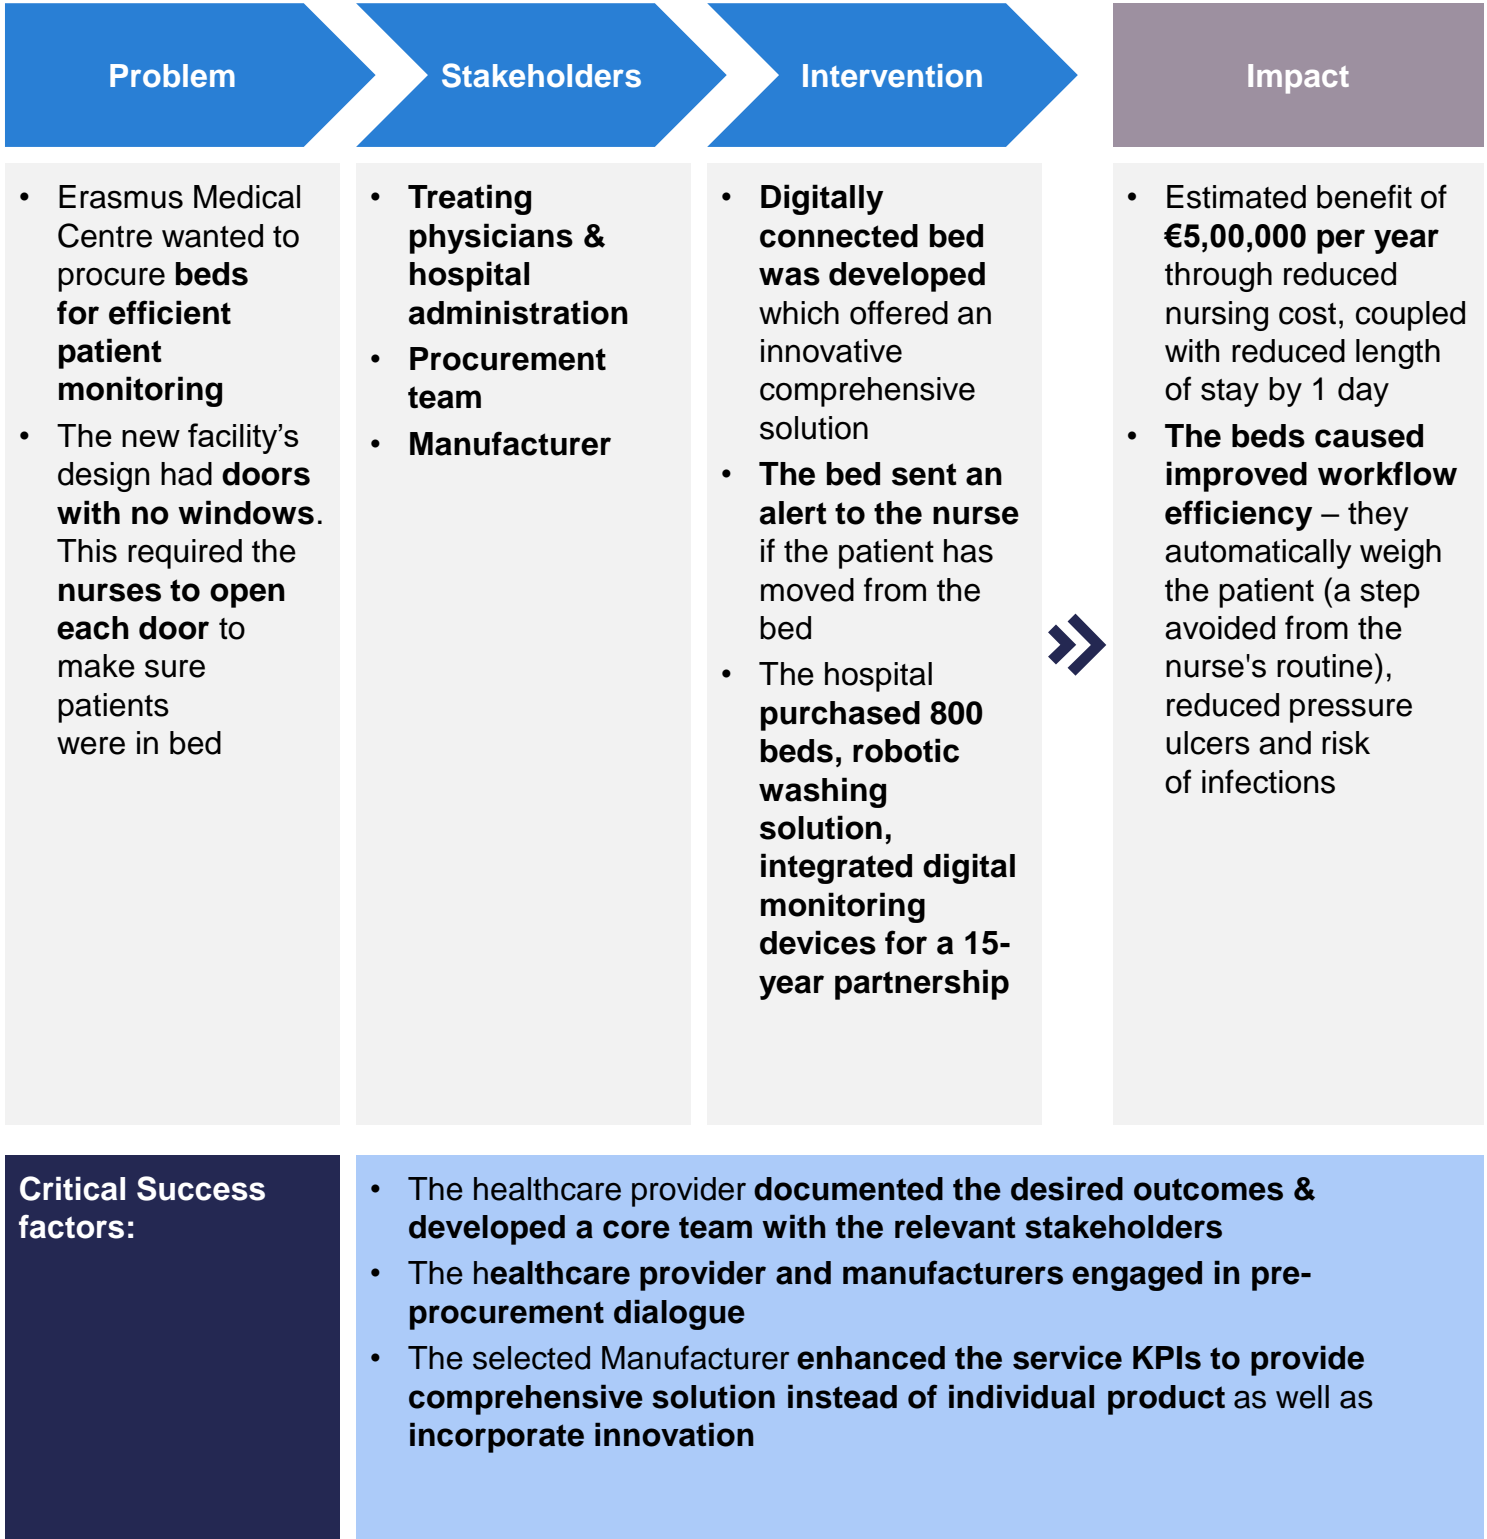 Problem
Stakeholders
Intervention
Impact
• Erasmus Medical
Centre wanted to
procure beds
for efficient
patient
monitoring
• The new facility’s
design had doors
with no windows.
This required the
nurses to open
each door to
make sure
patients
were in bed
• Treating
physicians &
hospital
administration
• Procurement
team
• Manufacturer
• Digitally
connected bed
was developed
which offered an
innovative
comprehensive
solution
• The bed sent an
alert to the nurse
if the patient has
moved from the
bed
• The hospital
purchased 800
beds, robotic
washing
solution,
integrated digital
monitoring
devices for a 15-
year partnership
• Estimated benefit of
€5,00,000 per year
through reduced
nursing cost, coupled
with reduced length
of stay by 1 day
• The beds caused
improved workflow
efficiency – they
automatically weigh
the patient (a step
avoided from the
nurse's routine),
reduced pressure
ulcers and risk
of infections
Critical Success
factors:
• The healthcare provider documented the desired outcomes &
developed a core team with the relevant stakeholders
• The healthcare provider and manufacturers engaged in pre-
procurement dialogue
• The selected Manufacturer enhanced the service KPIs to provide
comprehensive solution instead of individual product as well as
incorporate innovation